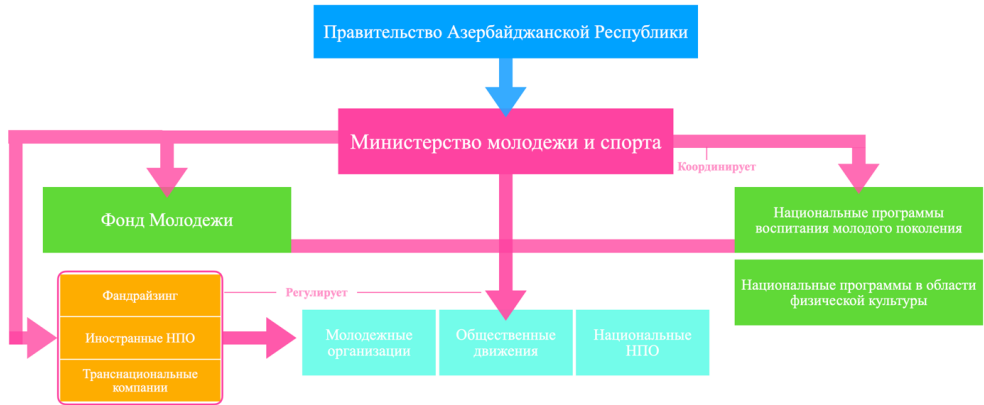 Правительство Азербайджанской Республики
Министерство молодежи и спорта
Координирует
Фонд Молодежи
Национальные программы
воспитания молодого поколения
Национальные программы в области
физической культуры
Фандрайзинг
Регулирует
Иностранные НПО
Транснациональные
компании
Молодежные
организации
Общественные
движения
Национальные
НПО